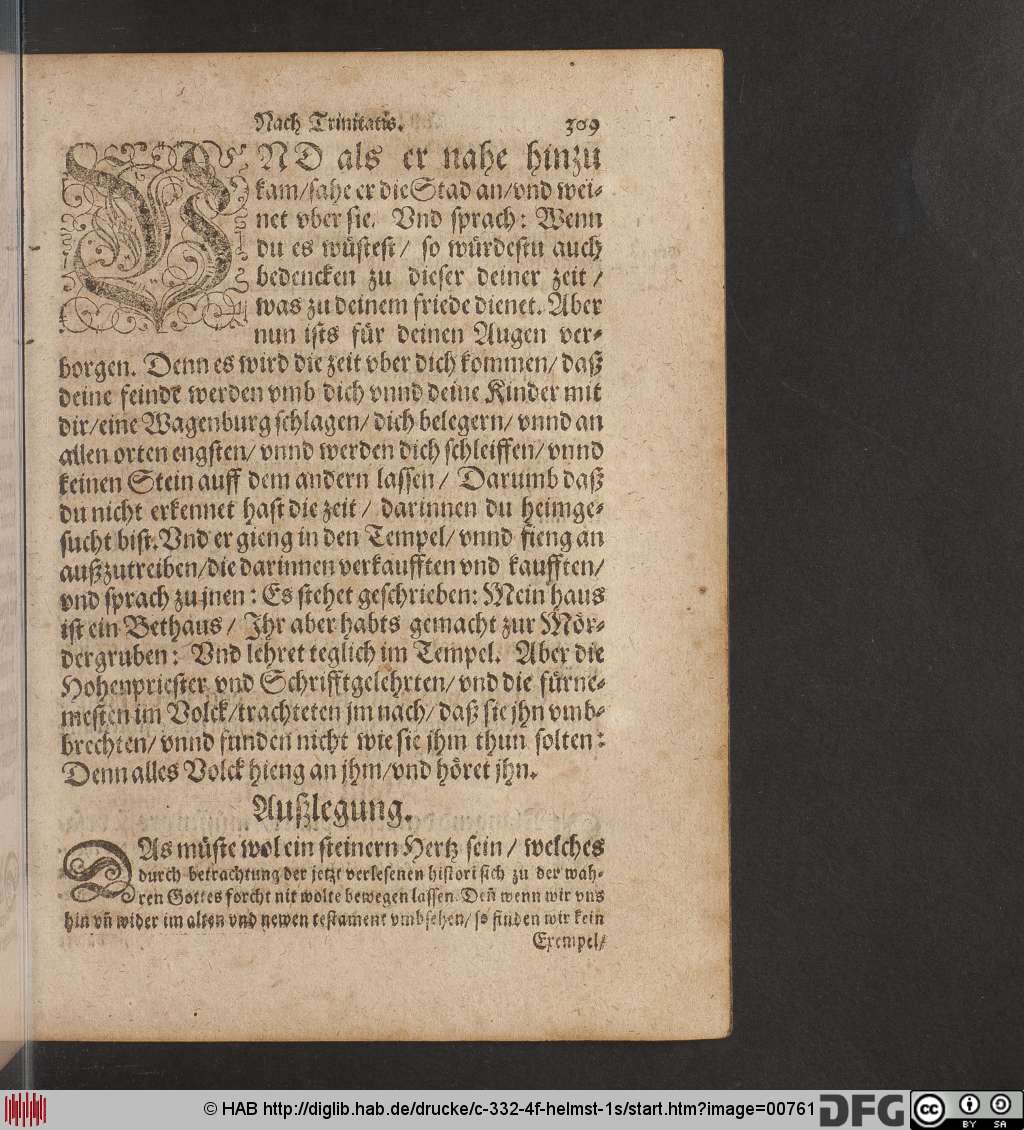 Nach Trinitatis. 309
VND als er nahe hinzu
kam/sahe er die Stad an/vnd wei-
net vber sie. Vnd sprach: Wenn
du es wüstest/ so würdestu auch
bedencken zu dieser deiner zeit/
was zu deinem friede dienet. Aber
nun ists für deinen Augen ver-
borgen. Denn es wird die zeit vber dich kommen/ daß
deine feinde werden vmb dich vnnd deine Kinder mit
dir/eine Wagenburg schlagen/ dich belegern/ vnnd an
allen orten engsten/ vnnd werden dich schleiffen/ vnnd
keinen Stein auff dem andern lassen/ Darumb daß
du nicht erkennet hast die zeit/ darinnen du heimge-
sucht bist. Vnd er gieng in den Tempel/ vnnd fieng an
außzutreiben/die darinnen verkaufften vnd kaufften/
vnd sprach zu jnen: Es stehet geschrieben: Mein haus
ist ein Bethaus/ Jhr aber habts gemacht zur Mör-
dergruben: Vnd lehret teglich im Tempel. Aber die
Hohenpriester vnd Schrifftgelehrten/ vnd die fürne-
mesten im Volck/trachteten jm nach/ daß sie jhn vmb-
brechten/ vnnd funden nicht wie sie jhm thun solten:
Denn alles Volck hieng an jhm/vnd höret jhn.
Außlegung.
DAs müste wol ein steinern Hertz sein/ welches
durch betrachtung der jetzt verlesenen histori sich zu der wah-
ren Gottes forcht nit wolte bewegen lassen. Deñ wenn wir vns
hin vñ wider im alten vnd newen testament vmbsehen/ so finden wir kein
Exempel/
© HAB http://diglib.hab.de/drucke/c-332-4f-helmst-1s/start.htm?image=00761
DFG
cc
BY SA